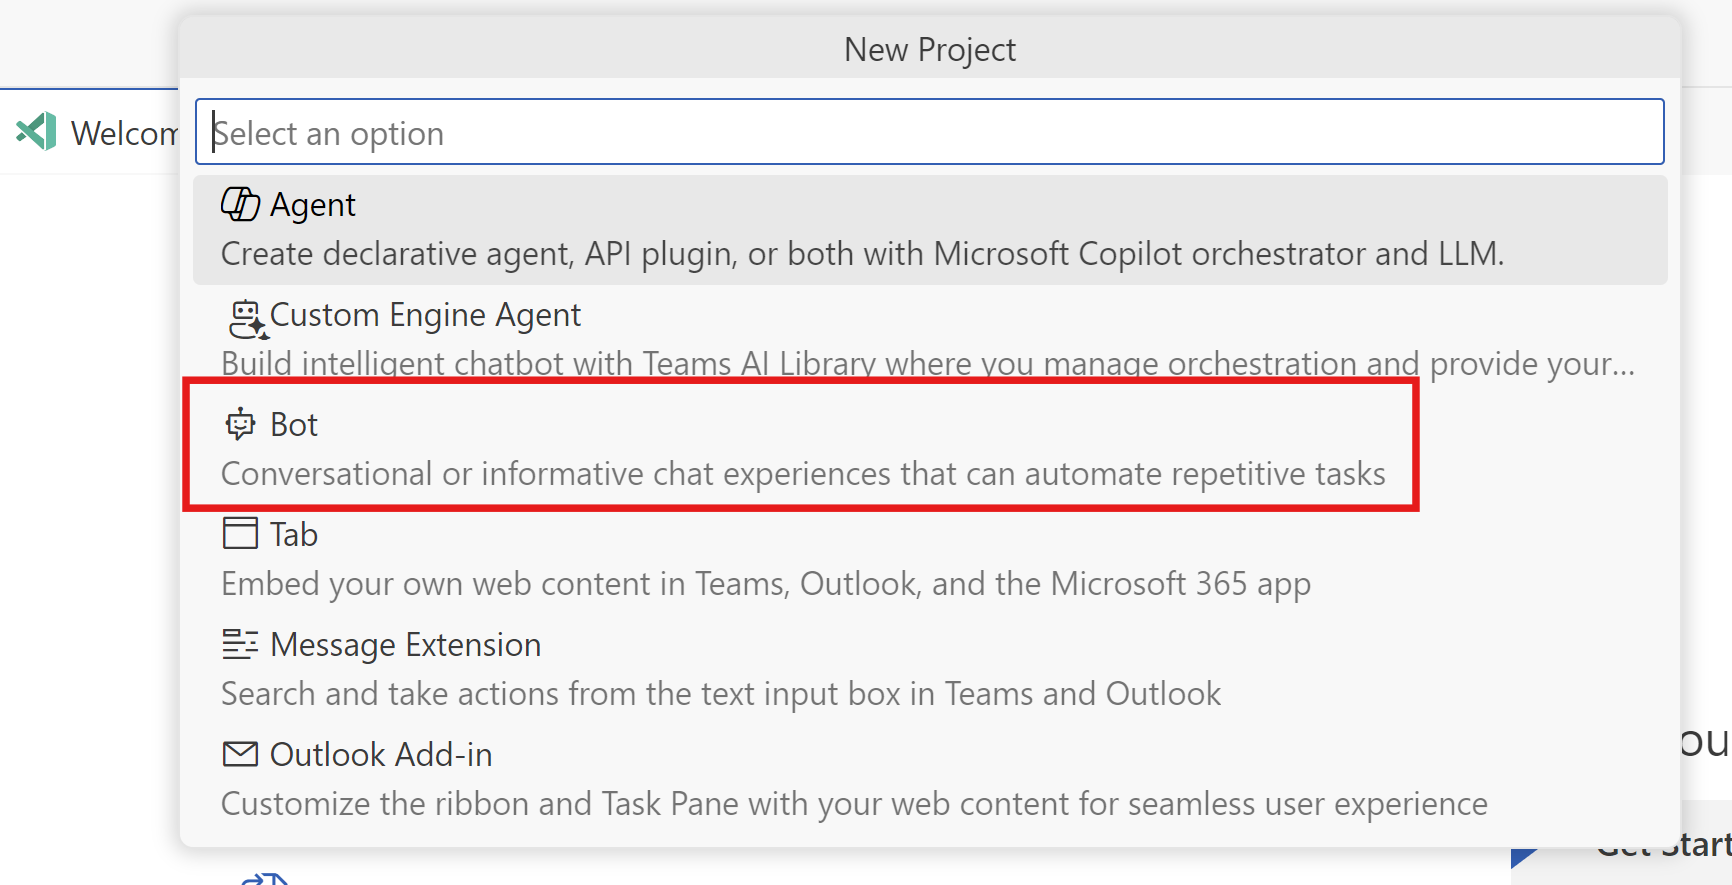 New Project
Welcom
Select an option
Agent
Create declarative agent, API plugin, or both with Microsoft Copilot orchestrator and LLM.
Custom Engine Agent
Build intelligent chatbot with Teams AI Library where you manage orchestration and provide your...
Bot
Conversational or informative chat experiences that can automate repetitive tasks
Tab
Embed your own web content in Teams, Outlook, and the Microsoft 365 app
Message Extension
Search and take actions from the text input box in Teams and Outlook
ou
Outlook Add-in
Customize the ribbon and Task Pane with your web content for seamless user experience
Get Start